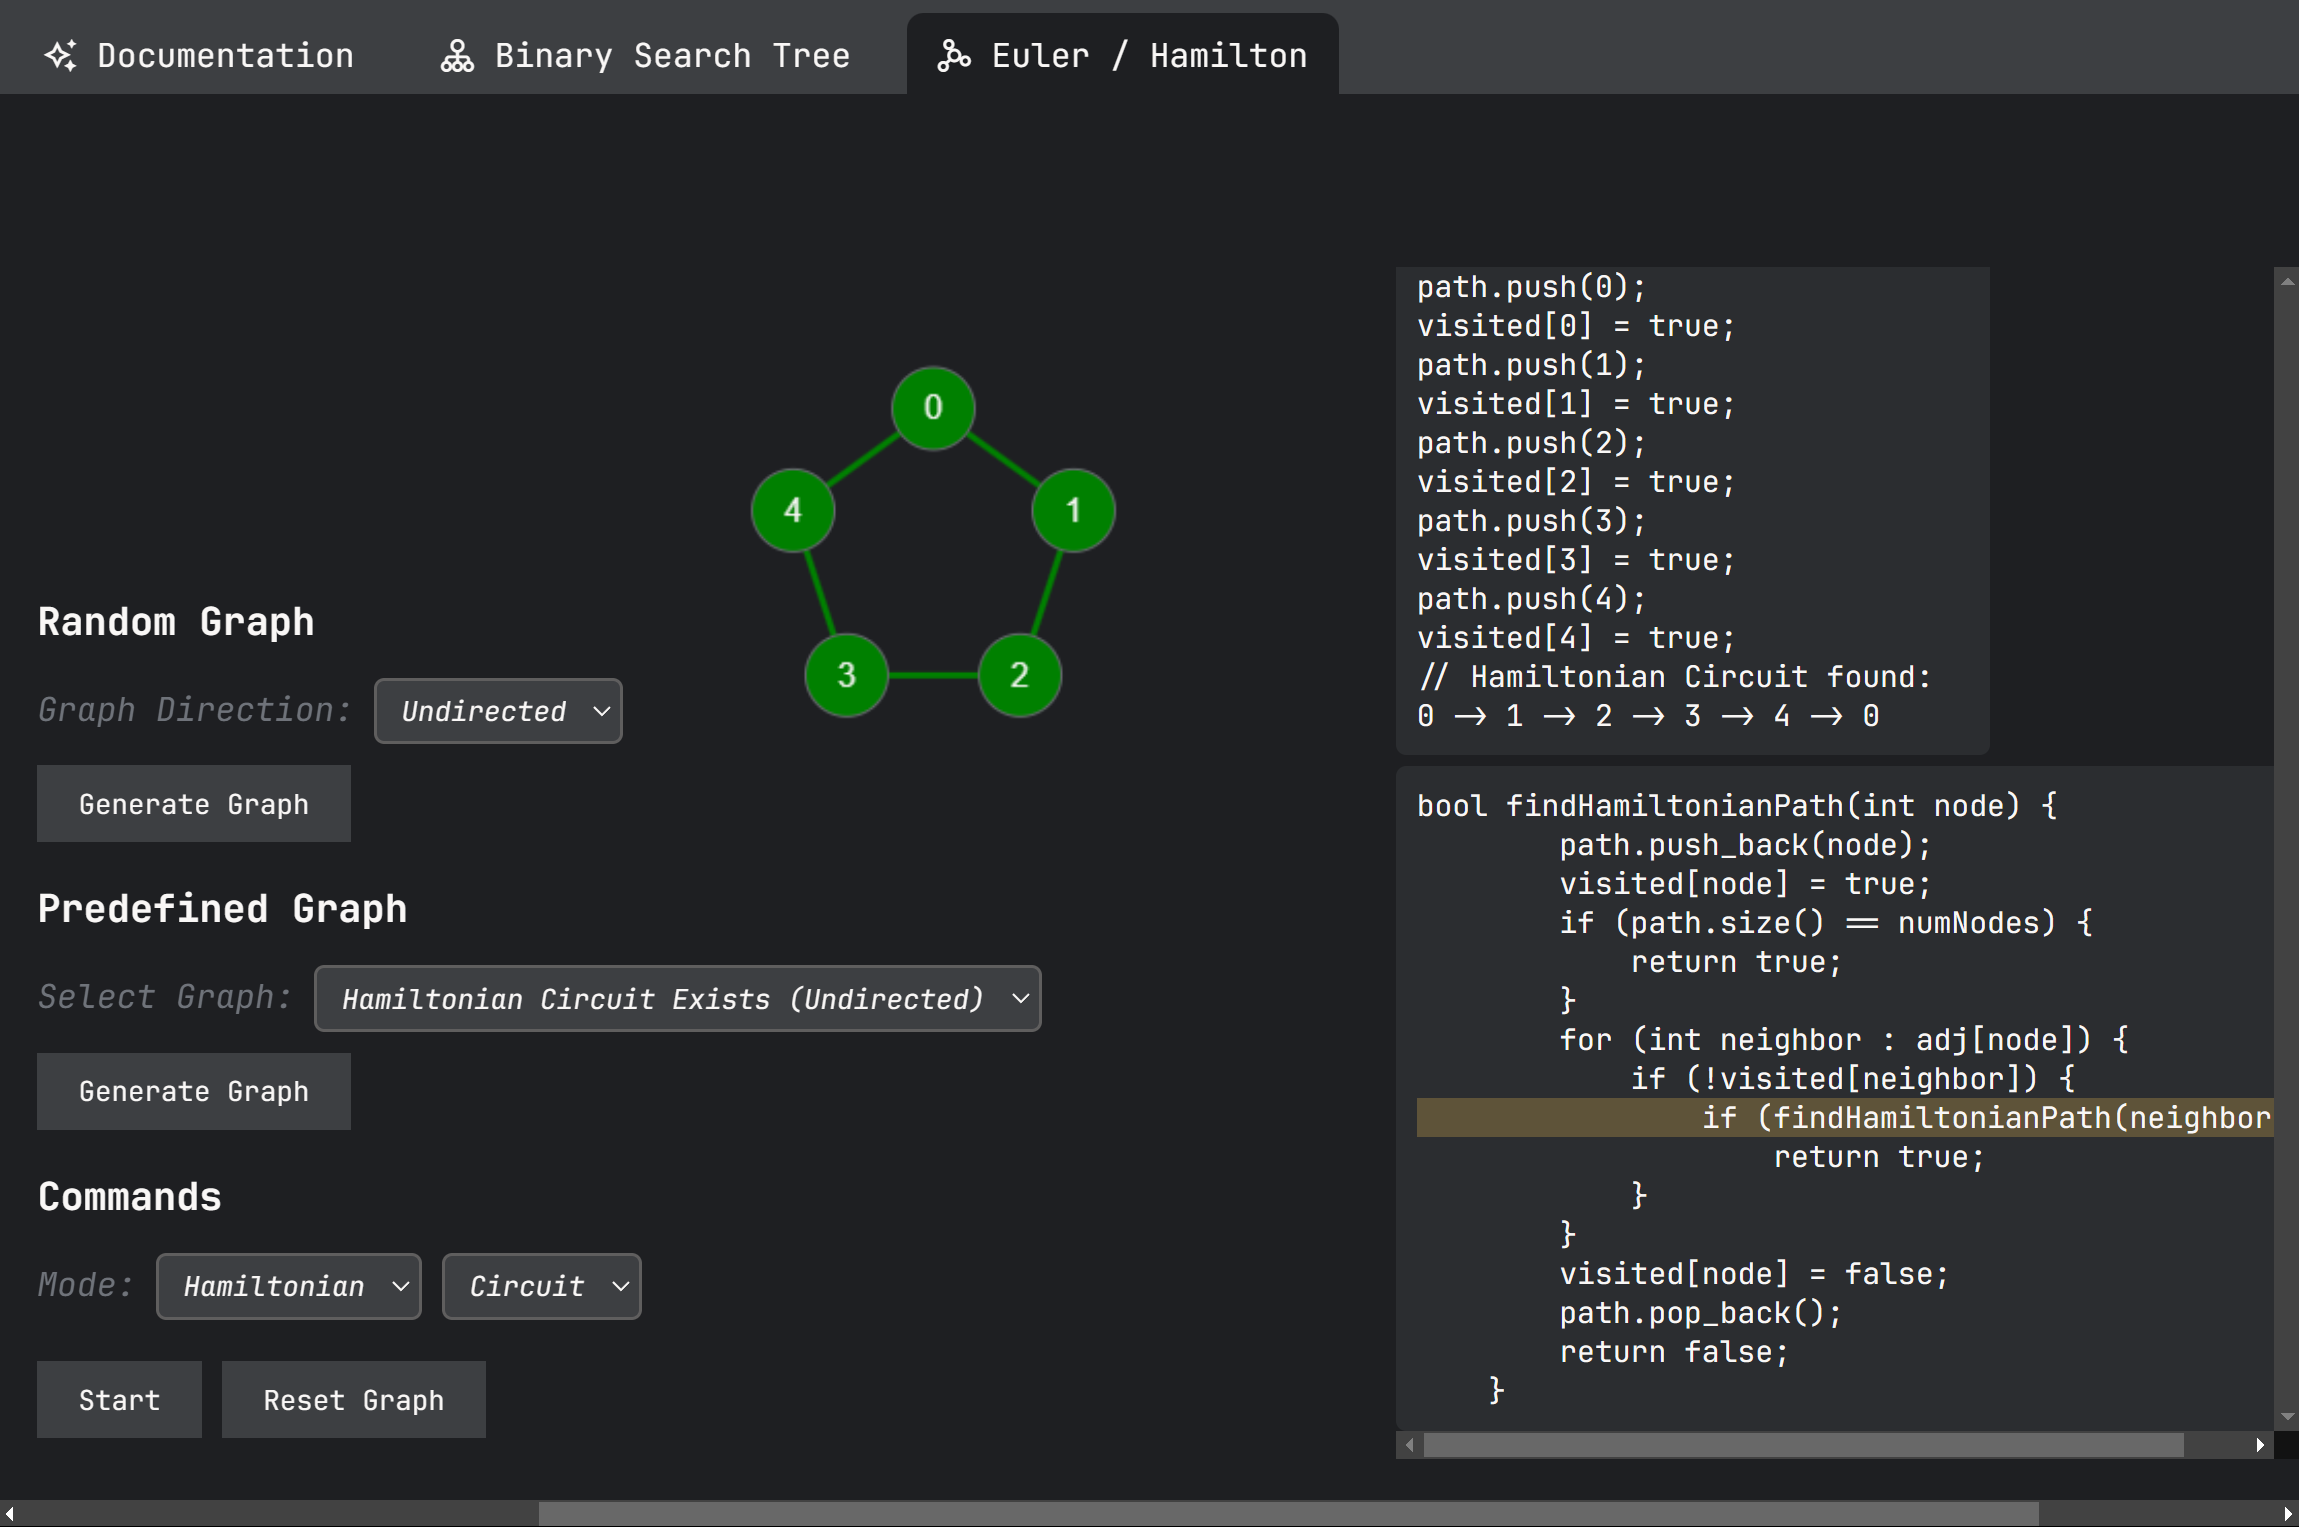 Documentation
Binary Search Tree
Euler / Hamilton
0
4
1
3
2
Random Graph
Graph Direction: Undirected
Generate Graph
Predefined Graph
Select Graph: Hamiltonian Circuit Exists (Undirected)
Generate Graph
Commands
Mode: Hamiltonian Circuit
Start Reset Graph
path.push(0);
visited[0] = true;
path.push(1);
visited[1] = true;
path.push(2);
visited[2] = true;
path.push(3);
visited[3] = true;
path.push(4);
visited[4] = true;
// Hamiltonian Circuit found:
0 -> 1 -> 2 -> 3 -> 4 -> 0
bool findHamiltonianPath(int node) {
path.push_back(node);
visited[node] = true;
if (path.size() == numNodes) {
return true;
}
for (int neighbor : adj[node]) {
if (!visited[neighbor]) {
if (findHamiltonianPath(neighbor
return true;
}
}
visited[node] = false;
path.pop_back();
return false;
}